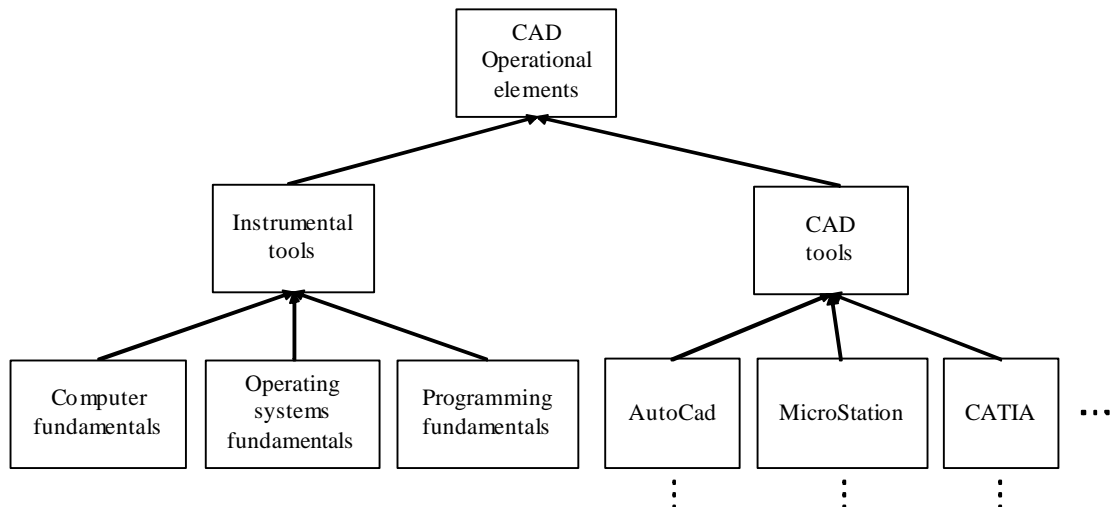 CAD
Operational
elements
Instrumental
tools
CAD
tools
Computer
fundamentals
Operating
systems
fundamentals
Programming
fundamentals
AutoCad
MicroStation
CATIA
...